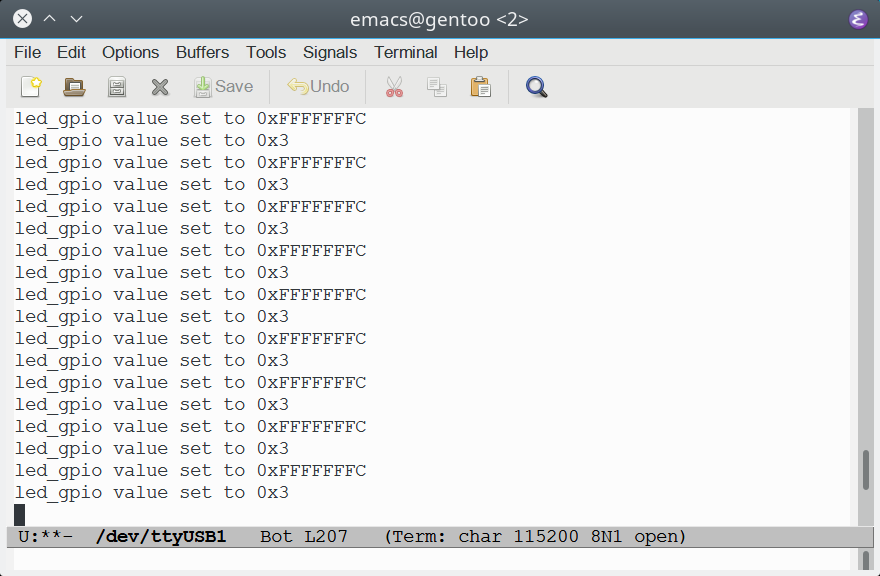 emacs@gentoo <2>
File Edit Options Buffers Tools Signals Terminal Help
Save Undo
led_gpio value set to 0xFFFFFFFC
led_gpio value set to 0x3
led_gpio value set to 0xFFFFFFFC
led_gpio value set to 0x3
led_gpio value set to 0xFFFFFFFC
led_gpio value set to 0x3
led_gpio value set to 0xFFFFFFFC
led_gpio value set to 0x3
led_gpio value set to 0xFFFFFFFC
led_gpio value set to 0x3
led_gpio value set to 0xFFFFFFFC
led_gpio value set to 0x3
led_gpio value set to 0xFFFFFFFC
led_gpio value set to 0x3
led_gpio value set to 0xFFFFFFFC
led_gpio value set to 0x3
led_gpio value set to 0xFFFFFFFC
led_gpio value set to 0x3
U:**- /dev/ttyUSB1 Bot L207 (Term: char 115200 8N1 open)